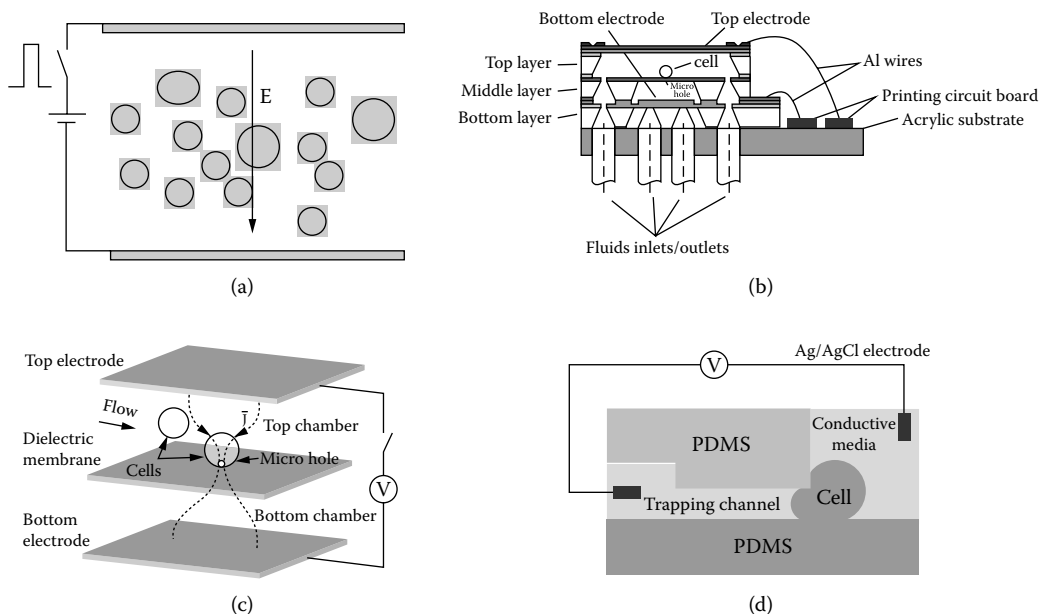 E
(a)
Bottom electrode
Top electrode
cell
Top layer
Micro
hole
Al wires
Middle layer
Printing circuit board
Bottom layer
Acrylic substrate
Fluids inlets/outlets
(b)
Top electrode
Flow
J̄
Top chamber
Dielectric
membrane
Cells
Micro hole
V
Bottom
electrode
Bottom chamber
(c)
V
Ag/AgCl electrode
PDMS
Conductive
media
Trapping channel
Cell
PDMS
(d)